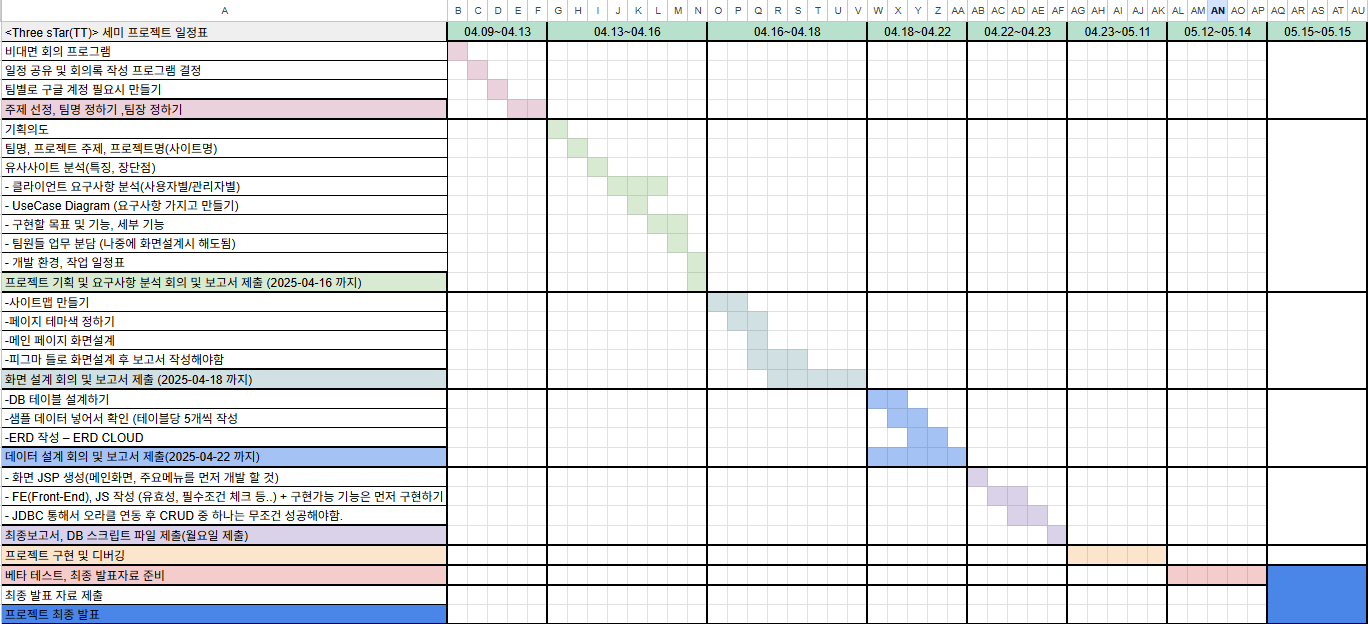 A B C D E F G H I J K L M N O P Q R S T U V W X Y Z AA AB AC AD AE AF AG AH AI AJ AK AL AM AN AO AP AQ AR AS AT AU
<Three sTar(TT)> 세미 프로젝트 일정표 04.09~04.13 04.13~04.16 04.16~04.18 04.18~04.22 04.22~04.23 04.23~05.11 05.12~05.14 05.15~05.15
비대면 회의 프로그램
일정 공유 및 회의록 작성 프로그램 결정
팀별로 구글 계정 필요시 만들기
주제 선정, 팀명 정하기 ,팀장 정하기
기획의도
팀명, 프로젝트 주제, 프로젝트명(사이트명)
유사사이트 분석(특징, 장단점)
- 클라이언트 요구사항 분석(사용자별/관리자별)
- UseCase Diagram (요구사항 가지고 만들기)
- 구현할 목표 및 기능, 세부 기능
- 팀원들 업무 분담 (나중에 화면설계시 해도됨)
- 개발 환경, 작업 일정표
프로젝트 기획 및 요구사항 분석 회의 및 보고서 제출 (2025-04-16 까지)
-사이트맵 만들기
-페이지 테마색 정하기
-메인 페이지 화면설계
-피그마 틀로 화면설계 후 보고서 작성해야함
화면 설계 회의 및 보고서 제출 (2025-04-18 까지)
-DB 테이블 설계하기
-샘플 데이터 넣어서 확인 (테이블당 5개씩 작성
-ERD 작성 – ERD CLOUD
데이터 설계 회의 및 보고서 제출(2025-04-22 까지)
- 화면 JSP 생성(메인화면, 주요메뉴를 먼저 개발 할 것)
- FE(Front-End), JS 작성 (유효성, 필수조건 체크 등..) + 구현가능 기능은 먼저 구현하기
- JDBC 통해서 오라클 연동 후 CRUD 중 하나는 무조건 성공해야함.
최종보고서, DB 스크립트 파일 제출(월요일 제출)
프로젝트 구현 및 디버깅
베타 테스트, 최종 발표자료 준비
최종 발표 자료 제출
프로젝트 최종 발표